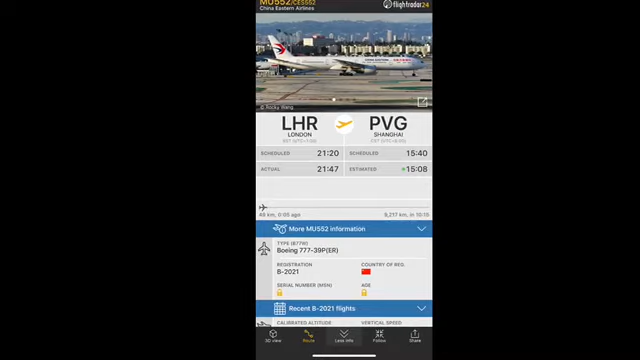 MU552/CES552
China Eastern Airlines
flightradar24
© Rocky Wang
LHR
LONDON
PVG
SHANGHAI
SCHEDULED 21:20
SCHEDULED 15:40
ACTUAL 21:47
ESTIMATED 15:08
48 km, 0:05 ago
9,217 km, in 10:15
More MU552 information
TYPE (B77W)
Boeing 777-39P(ER)
REGISTRATION
B-2021
COUNTRY OF REG.
SERIAL NUMBER (MSN)
AGE
Recent B-2021 flights
CALIBRATED ALTITUDE
VERTICAL SPEED
3D view
Route
Less info
Follow
Share